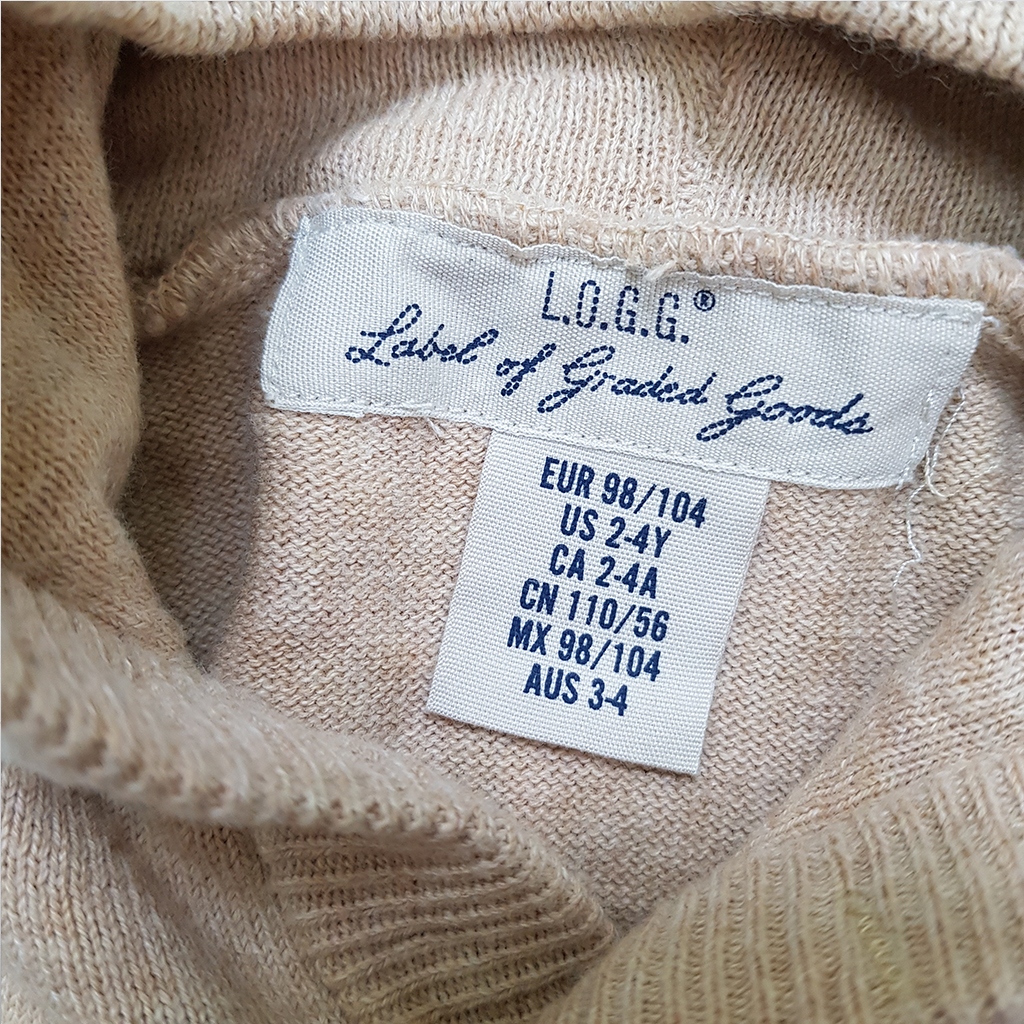 L.O.G.G.®
Label of Graded Goods
EUR 98/104
US 2-4Y
CA 2-4A
CN 110/56
MX 98/104
AUS 3-4